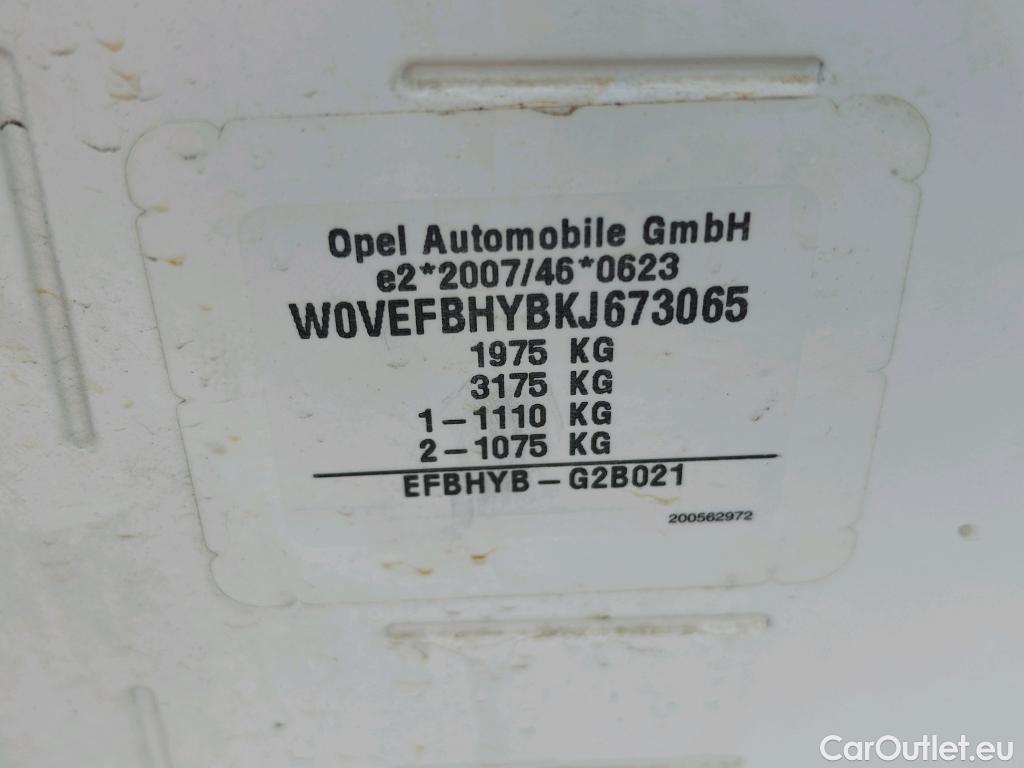 Opel Automobile GmbH
e2*2007/46*0623
W0VEFBHYBKJ673065
1975 KG
3175 KG
1-1110 KG
2-1075 KG
EFBHYB-G2B021
200562972
CarOutlet.eu